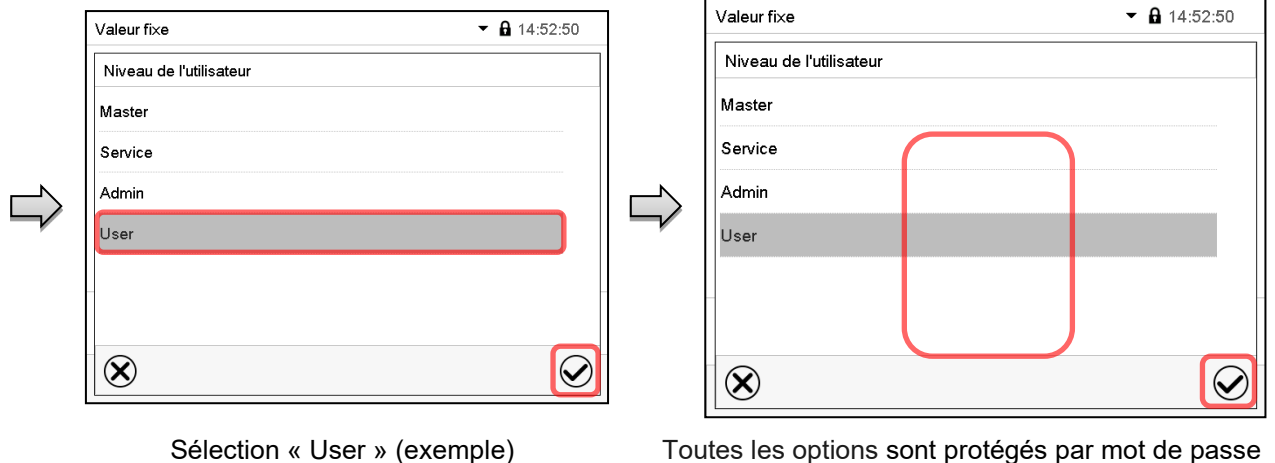 Valeur fixe 14:52:50
Niveau de l'utilisateur
Master
Service
Admin
User
Sélection « User » (exemple)
Valeur fixe 14:52:50
Niveau de l'utilisateur
Master
Service
Admin
User
Toutes les options sont protégés par mot de passe